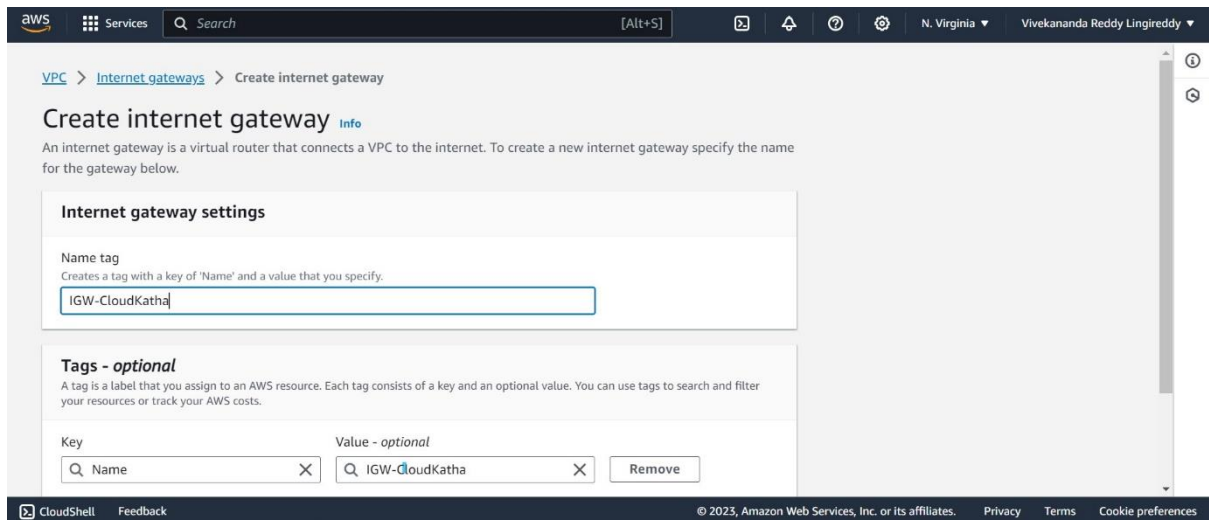 aws Services Search [Alt+S] N. Virginia Vivekananda Reddy Lingireddy
VPC > Internet gateways > Create internet gateway
Create internet gateway Info
An internet gateway is a virtual router that connects a VPC to the internet. To create a new internet gateway specify the name
for the gateway below.
Internet gateway settings
Name tag
Creates a tag with a key of 'Name' and a value that you specify.
IGW-CloudKatha
Tags - optional
A tag is a label that you assign to an AWS resource. Each tag consists of a key and an optional value. You can use tags to search and filter
your resources or track your AWS costs.
Key Value - optional
Name IGW-CloudKatha Remove
CloudShell Feedback © 2023, Amazon Web Services, Inc. or its affiliates. Privacy Terms Cookie preferences